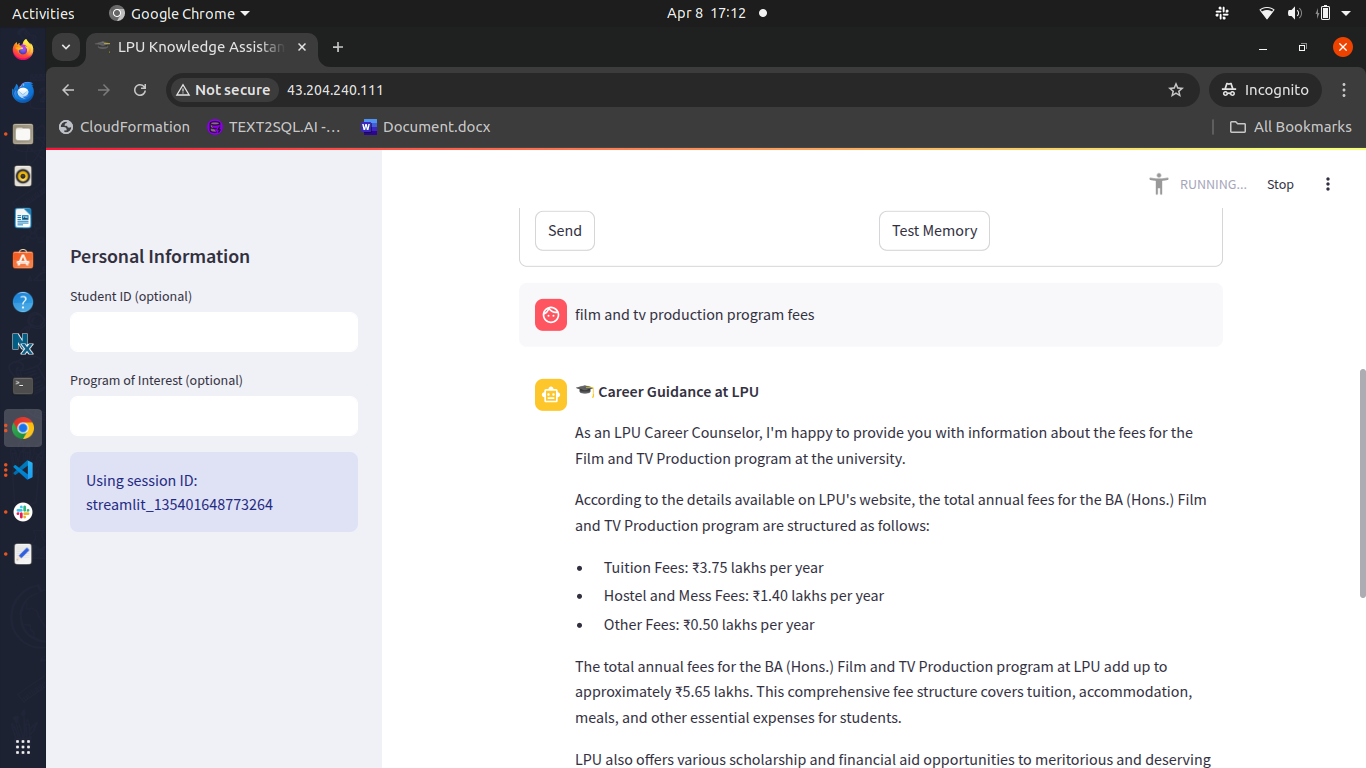 Activities
Google Chrome
Apr 8 17:12
LPU Knowledge Assistan
Not secure
43.204.240.111
Incognito
CloudFormation
TEXT2SQL.AI -...
Document.docx
All Bookmarks
RUNNING...
Stop
Personal Information
Student ID (optional)
Program of Interest (optional)
Using session ID:
streamlit_135401648773264
Send
Test Memory
film and tv production program fees
Career Guidance at LPU
As an LPU Career Counselor, I'm happy to provide you with information about the fees for the
Film and TV Production program at the university.
According to the details available on LPU's website, the total annual fees for the BA (Hons.) Film
and TV Production program are structured as follows:
• Tuition Fees: ₹3.75 lakhs per year
• Hostel and Mess Fees: ₹1.40 lakhs per year
• Other Fees: ₹0.50 lakhs per year
The total annual fees for the BA (Hons.) Film and TV Production program at LPU add up to
approximately ₹5.65 lakhs. This comprehensive fee structure covers tuition, accommodation,
meals, and other essential expenses for students.
LPU also offers various scholarship and financial aid opportunities to meritorious and deserving